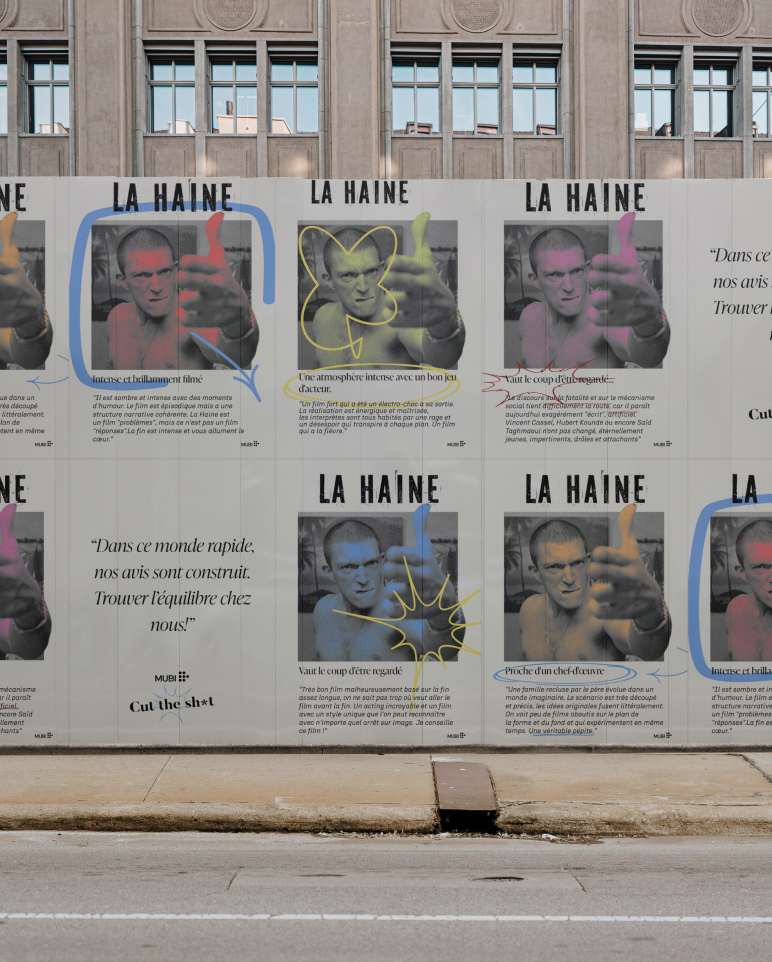 NE
ue dans un
rès découpé
littéralement.
lan de
tent en même
LA HAINE
Intense et brillamment filmé
"Il est sombre et intense avec des moments
d'humour. Le film est épisodique mais a une
structure narrative cohérente. La Haine est
un film "problèmes", mais ce n'est pas un film
"réponses".La fin est intense et vous allument le
cœur."
MUBI
LA HAINE
Une atmosphère intense avec un bon jeu
d'acteur.
"Un film fort qui a été un électro-choc à sa sortie.
La réalisation est énergique et maîtrisée,
les interprètes sont tous habités par une rage et
un désespoir qui transpire à chaque plan. Un film
qui a la fièvre."
MUBI
LA HAINE
Vaut le coup d'être regardé
"Le discours sur la fatalité et sur le mécanisme
social tient difficilement la route, car il paraît
aujourd'hui exagérément "écrit", artificiel.
Vincent Cassel, Hubert Koundé ou encore Saïd
Taghmaoui n'ont pas changé, éternellement
jeunes, impertinents, drôles et attachants"
MUBI
"Dans ce
nos avis
Trouver l
Cut
NE
mécanisme
ar il paraît
ficiel.
ncore Saïd
llement
hants"
MUBI
"Dans ce monde rapide,
nos avis sont construit.
Trouver l'équilibre chez
nous!"
MUBI
Cut the sh*t
LA HAINE
Vaut le coup d'être regardé
"Très bon film malheureusement basé sur la fin
assez longue, on ne sait pas trop où veut aller le
film avant la fin. Un acting incroyable et un film
avec un style unique que l'on peut reconnaître
avec n'importe quel arrêt sur image. Je conseille
ce film !"
MUBI
LA HAINE
Proche d'un chef-d'œuvre
"Une famille recluse par le père évolue dans un
monde imaginaire. Le scénario est très découpé
et précis, les idées originales fusent littéralement.
On voit peu de films aboutis sur le plan de
la forme et du fond et qui expérimentent en même
temps. Une véritable pépite."
MUBI
LA
Intense et brilla
"Il est sombre et in
d'humour. Le film e
structure narrative
un film "problèmes"
"réponses".La fin es
cœur."